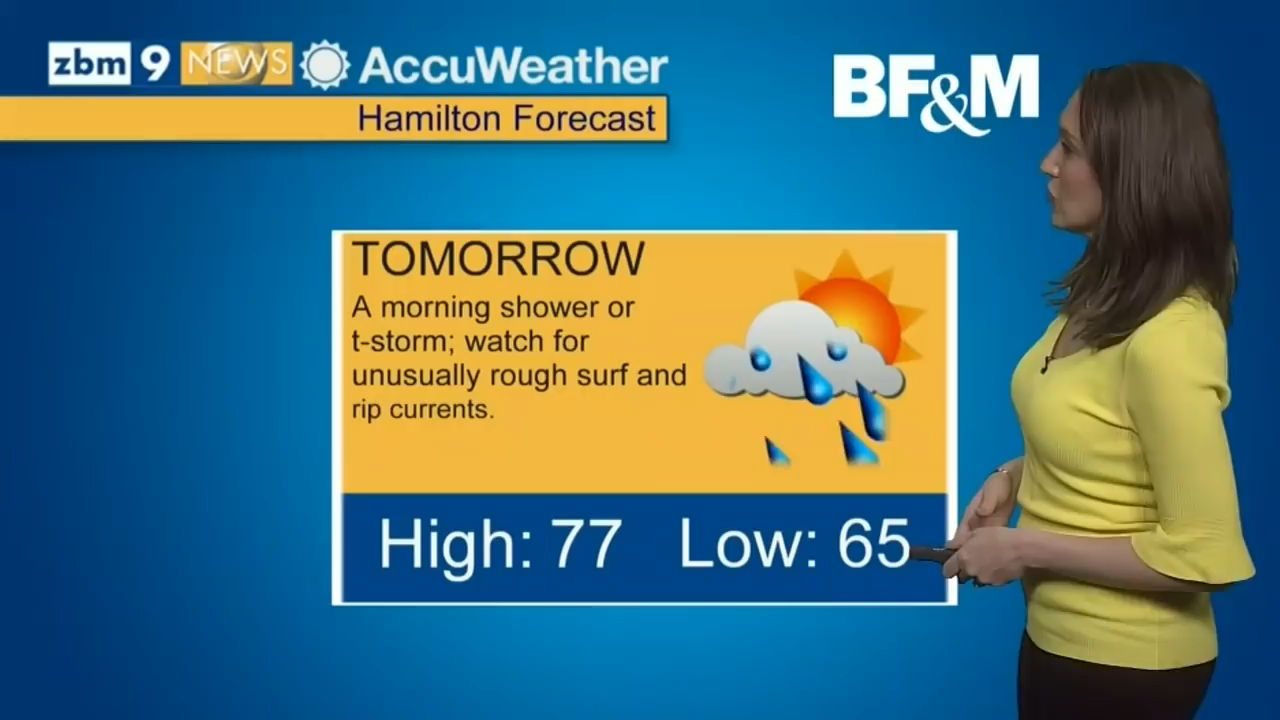 zbm 9 NEWS AccuWeather
Hamilton Forecast
BF&M
TOMORROW
A morning shower or
t-storm; watch for
unusually rough surf and
rip currents.
High: 77 Low: 65